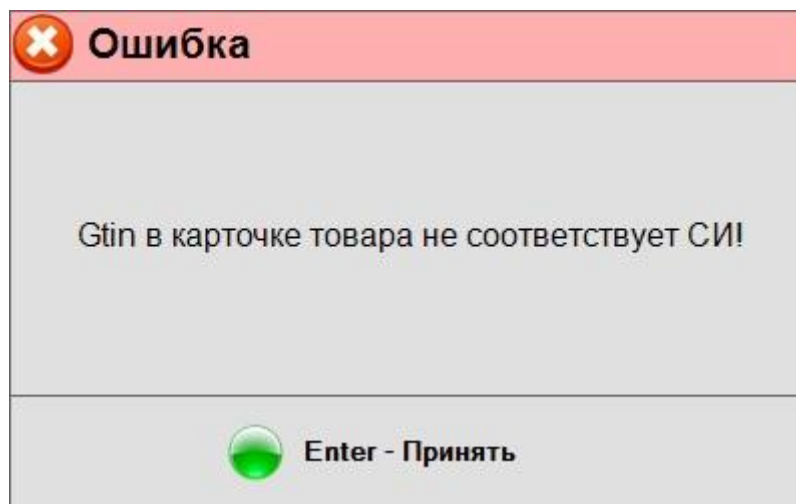 Ошибка
Gtin в карточке товара не соответствует СИ!
Enter - Принять